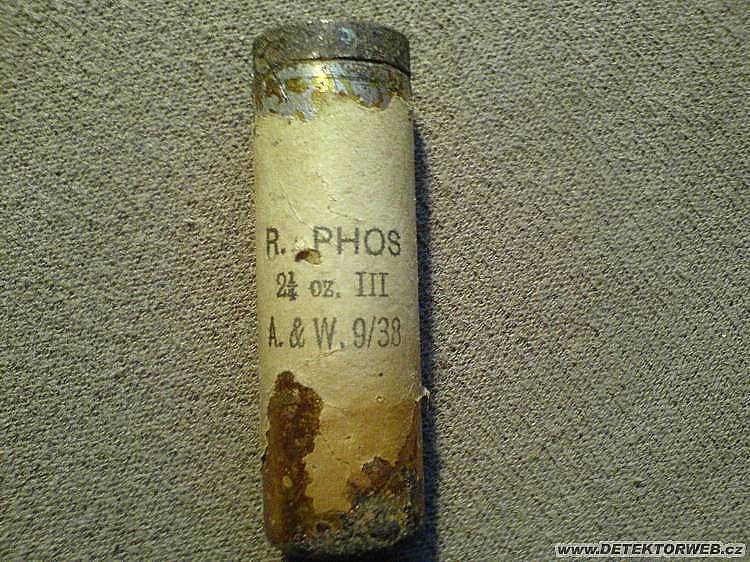 R. PHOS
2¼ oz. III
A. & W. 9/38
www.DETEKTORWEB.cz